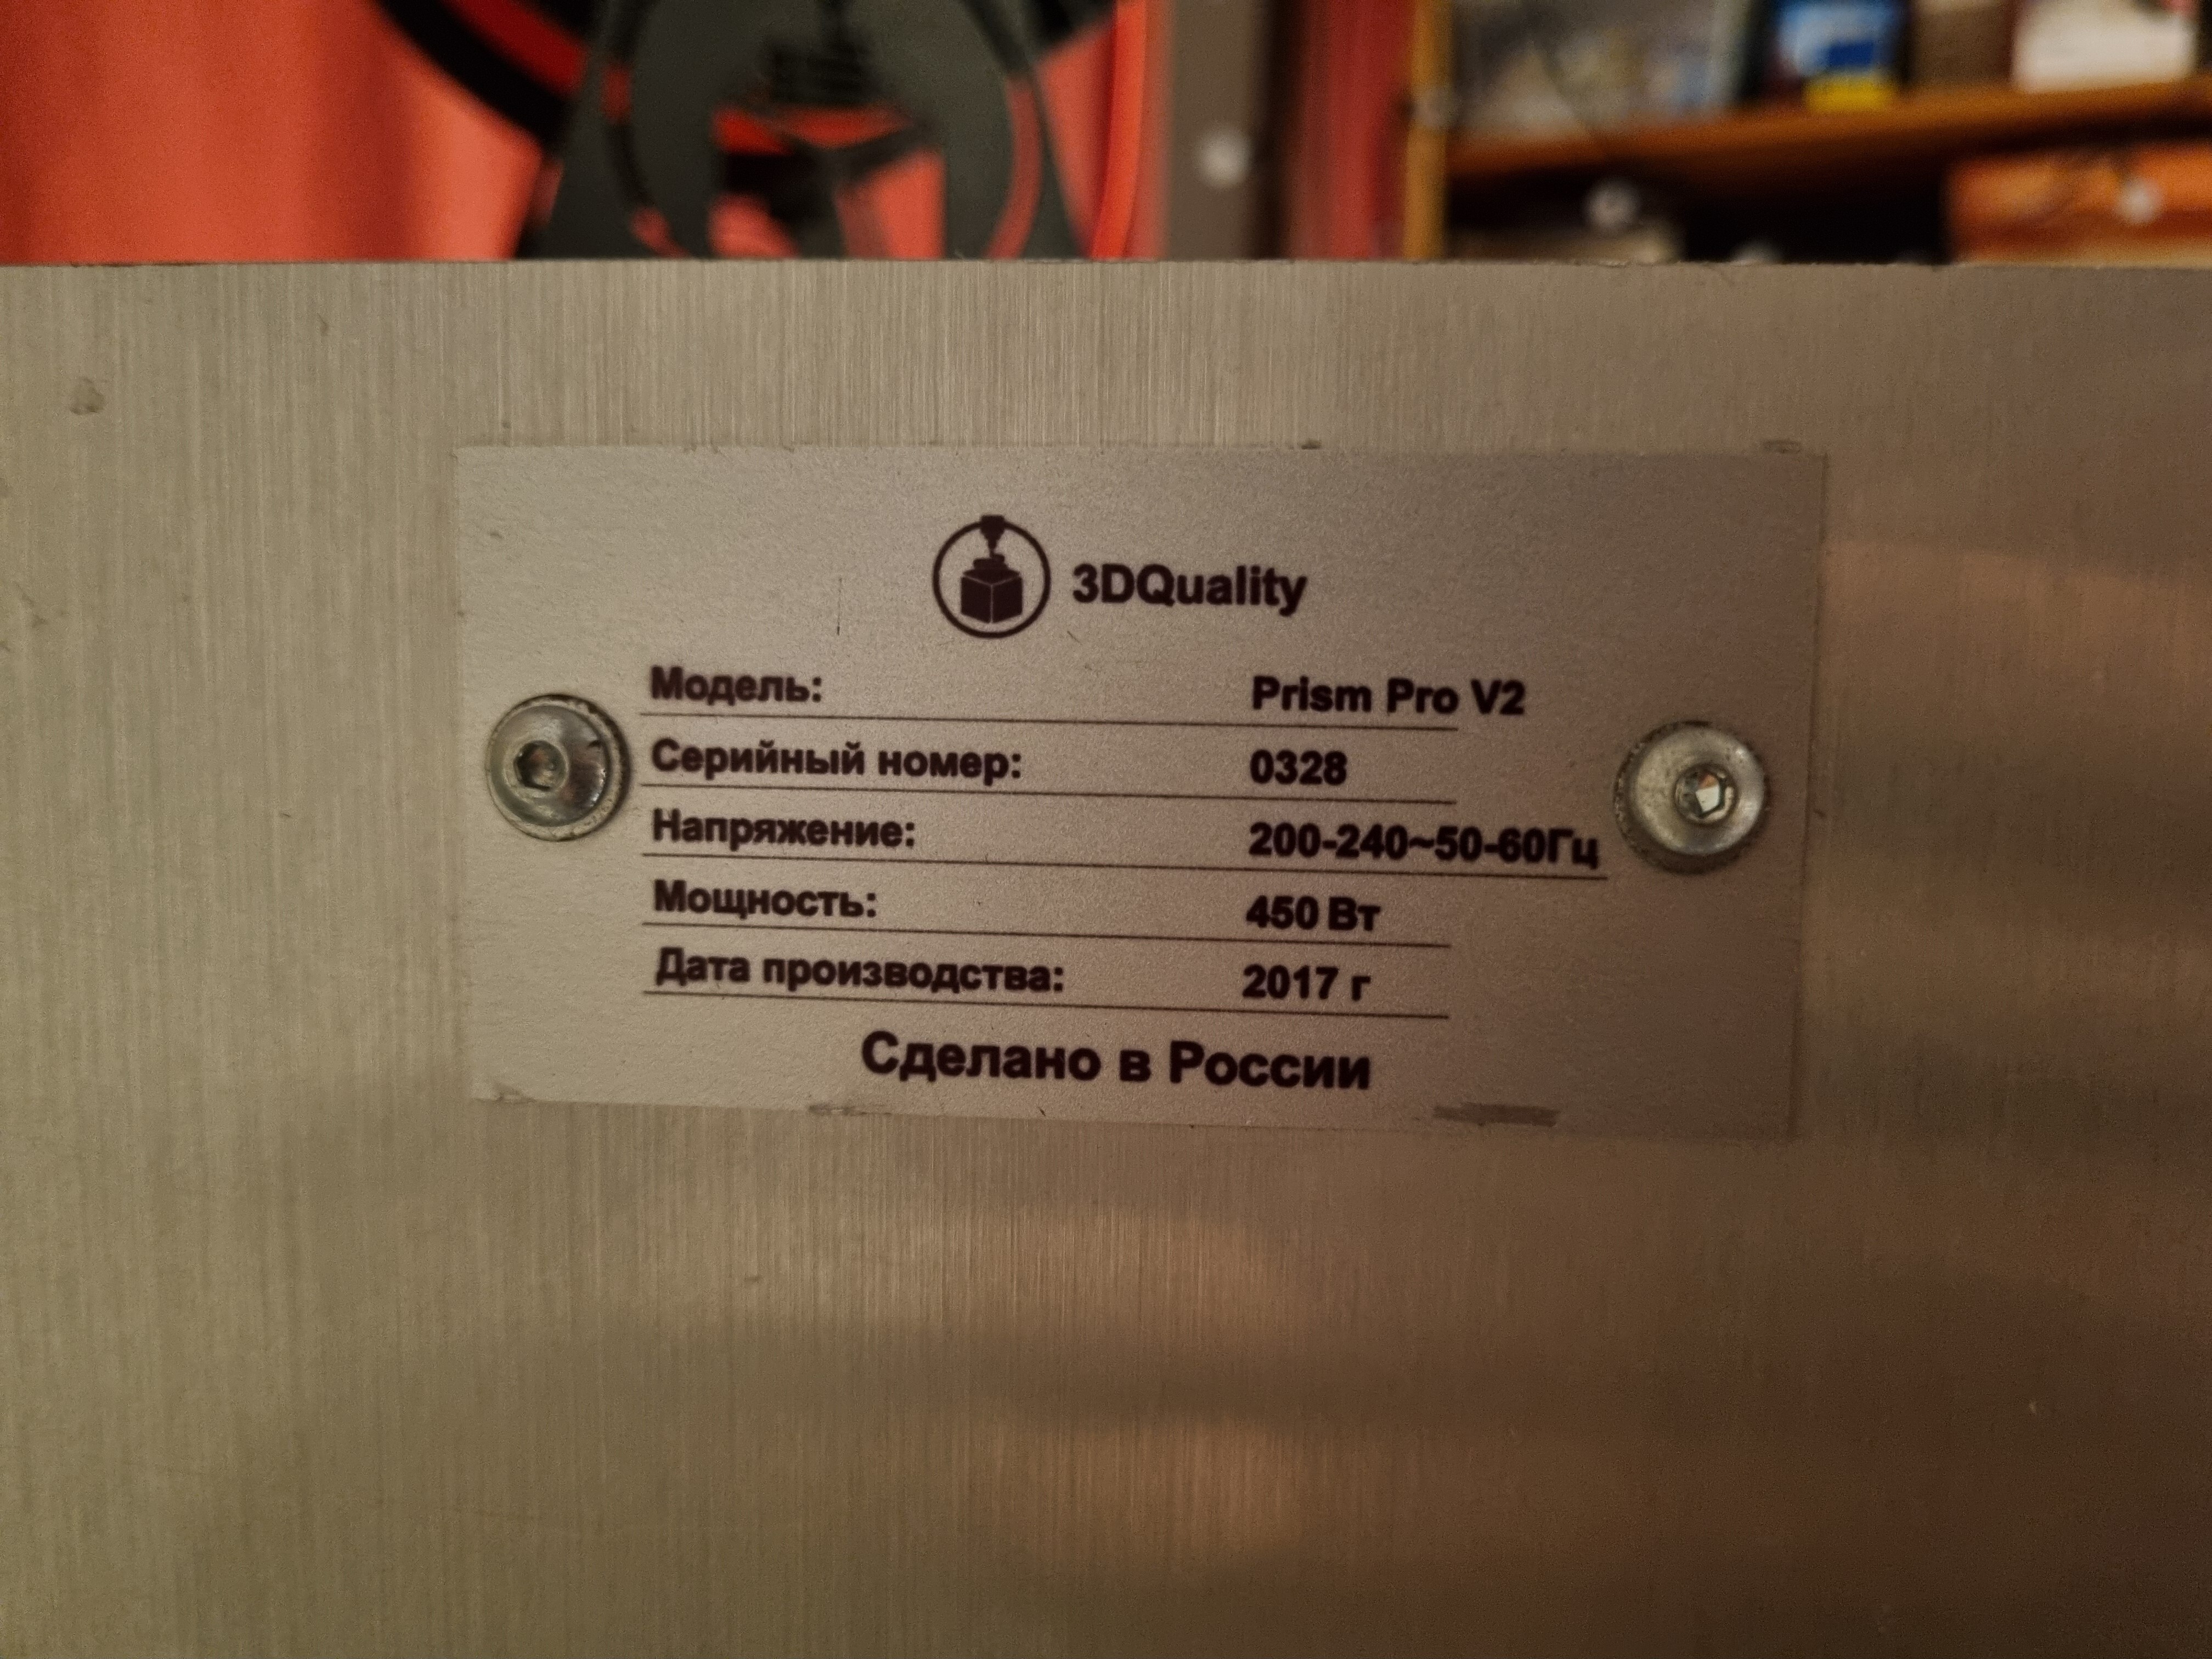 3DQuality
Модель: Prism Pro V2
Серийный номер: 0328
Напряжение: 200-240~50-60Гц
Мощность: 450 Вт
Дата производства: 2017 г
Сделано в России